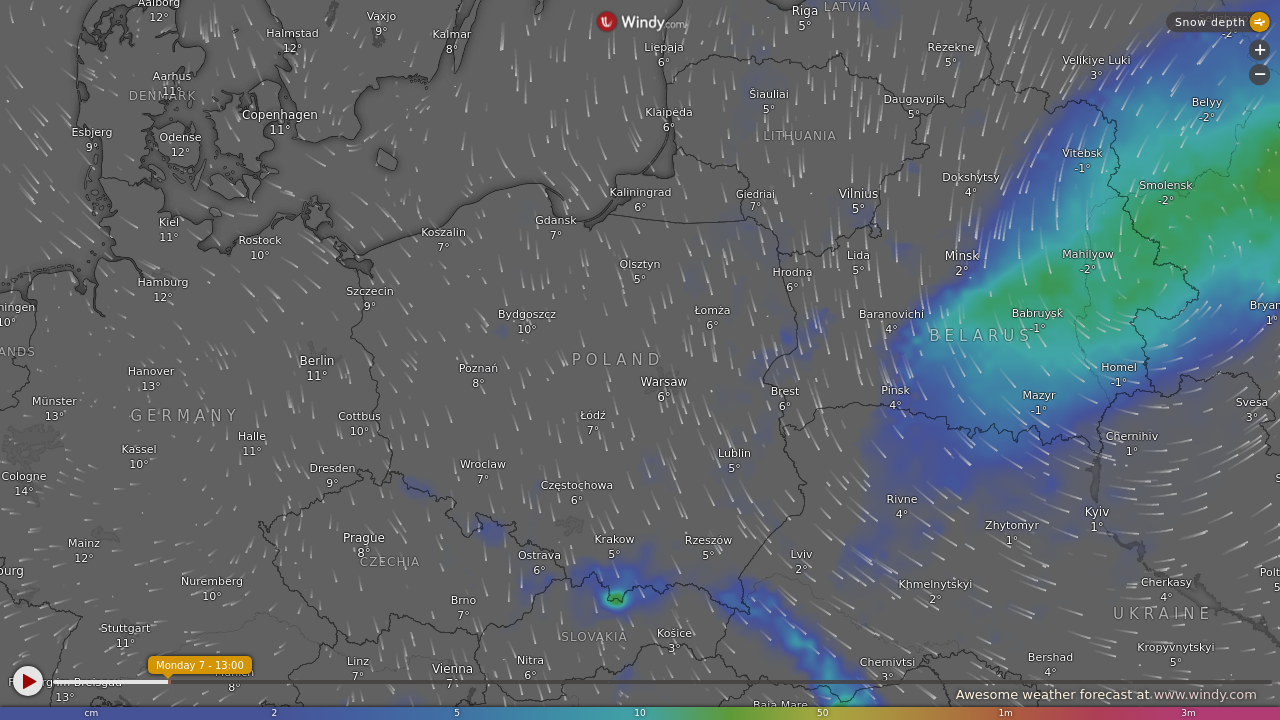 Aalborg
12°
Halmstad
12°
Vaxjo
9°
Kalmar
8°
Windy.com
Riga
5°
LATVIA
Snow depth
-2°
Liepaja
6°
Rēzekne
5°
Velikiye Luki
3°
Aarhus
11°
DENMARK
Copenhagen
11°
Klaipėda
6°
Šiauliai
5°
Daugavpils
5°
Belyy
-2°
Esbjerg
9°
Odense
12°
LITHUANIA
Vitebsk
-1°
Kaliningrad
6°
Giedriai
7°
Vilnius
5°
Dokshytsy
4°
Smolensk
-2°
Kiel
11°
Rostock
10°
Koszalin
7°
Gdansk
7°
Olsztyn
5°
Hrodna
6°
Lida
5°
Minsk
2°
Mahilyow
-2°
Hamburg
12°
Szczecin
9°
ningen
10°
Bydgoszcz
10°
Łomża
6°
Baranovichi
4°
Babruysk
-1°
Bryan
1°
ANDS
BELARUS
POLAND
Hanover
13°
Berlin
11°
Poznań
8°
Warsaw
6°
Brest
6°
Pinsk
4°
Homel
-1°
Mazyr
-1°
Münster
13°
GERMANY
Cottbus
10°
Łódź
7°
Svesa
3°
Kassel
10°
Halle
11°
Lublin
5°
Chernihiv
1°
Cologne
14°
Dresden
9°
Wroclaw
7°
Częstochowa
6°
Rivne
4°
Zhytomyr
1°
Kyiv
1°
S
Mainz
12°
Prague
8°
CZECHIA
Ostrava
6°
Krakow
5°
Rzeszów
5°
Lviv
2°
burg
Nuremberg
10°
Brno
7°
Khmelnytskyi
2°
Cherkasy
4°
Polt
5
UKRAINE
Stuttgart
11°
SLOVAKIA
Košice
3°
Kropyvnytskyi
5°
Linz
7°
Vienna
7°
Nitra
6°
Chernivtsi
3°
Bershad
4°
Monday 7 - 13:00
Munich
8°
Freiburg im Breisgau
13°
Baia Mare
Awesome weather forecast at www.windy.com
cm 2 5 10 50 1m 3m